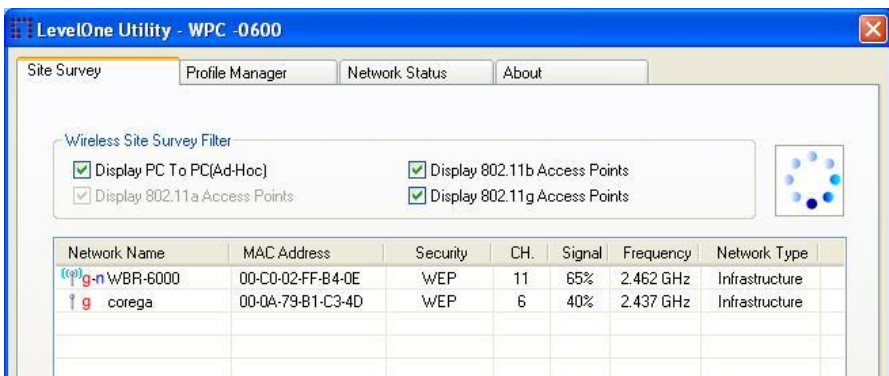 LevelOne Utility - WPC -0600
Site Survey Profile Manager Network Status About
Wireless Site Survey Filter
Display PC To PC(Ad-Hoc) Display 802.11b Access Points
Display 802.11a Access Points Display 802.11g Access Points
Network Name MAC Address Security CH. Signal Frequency Network Type
g-n WBR-6000 00-C0-02-FF-B4-0E WEP 11 65% 2.462 GHz Infrastructure
g corega 00-0A-79-B1-C3-4D WEP 6 40% 2.437 GHz Infrastructure